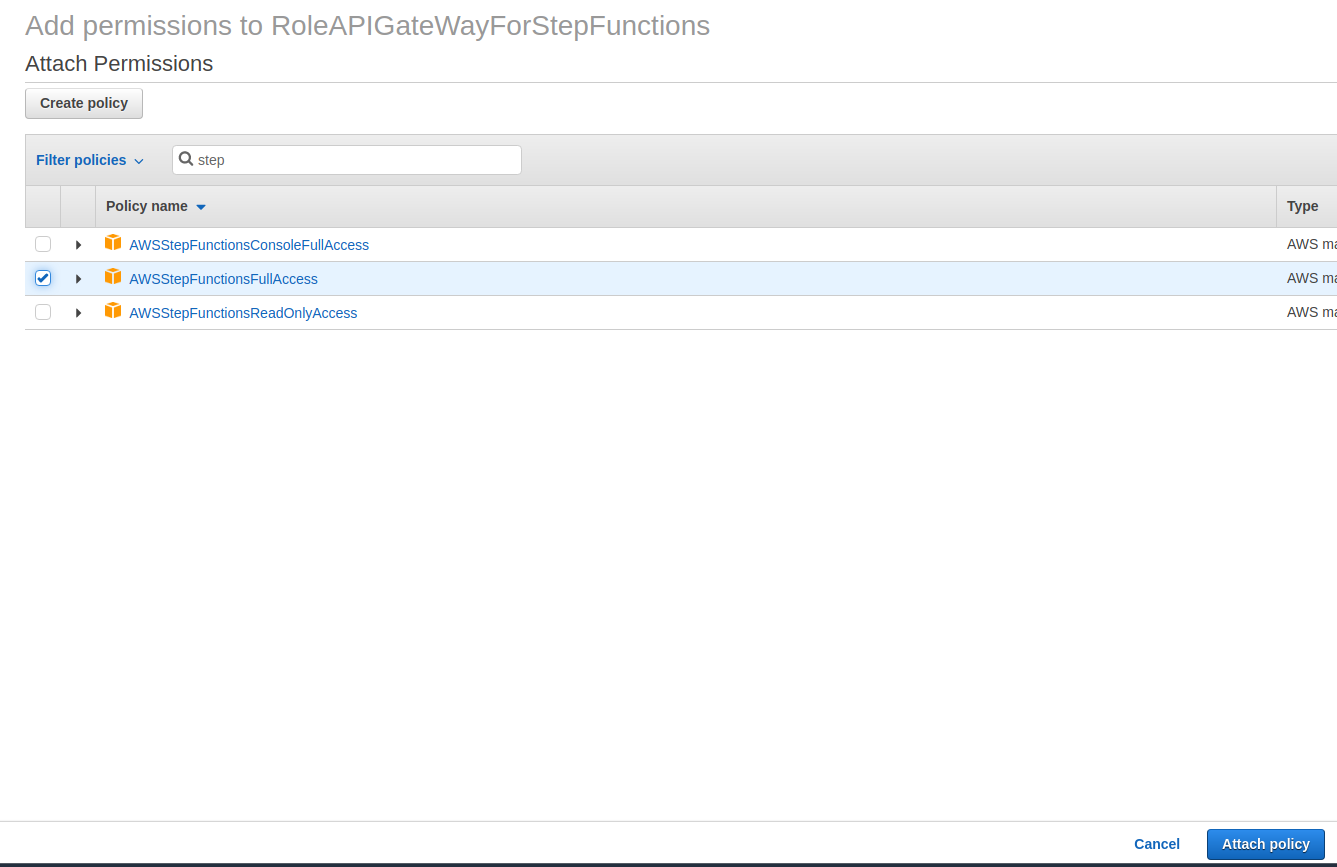 Add permissions to RoleAPIGateWayForStepFunctions
Attach Permissions
Create policy
Filter policies step
Policy name Type
AWSStepFunctionsConsoleFullAccess AWS ma
AWSStepFunctionsFullAccess AWS ma
AWSStepFunctionsReadOnlyAccess AWS ma
Cancel Attach policy